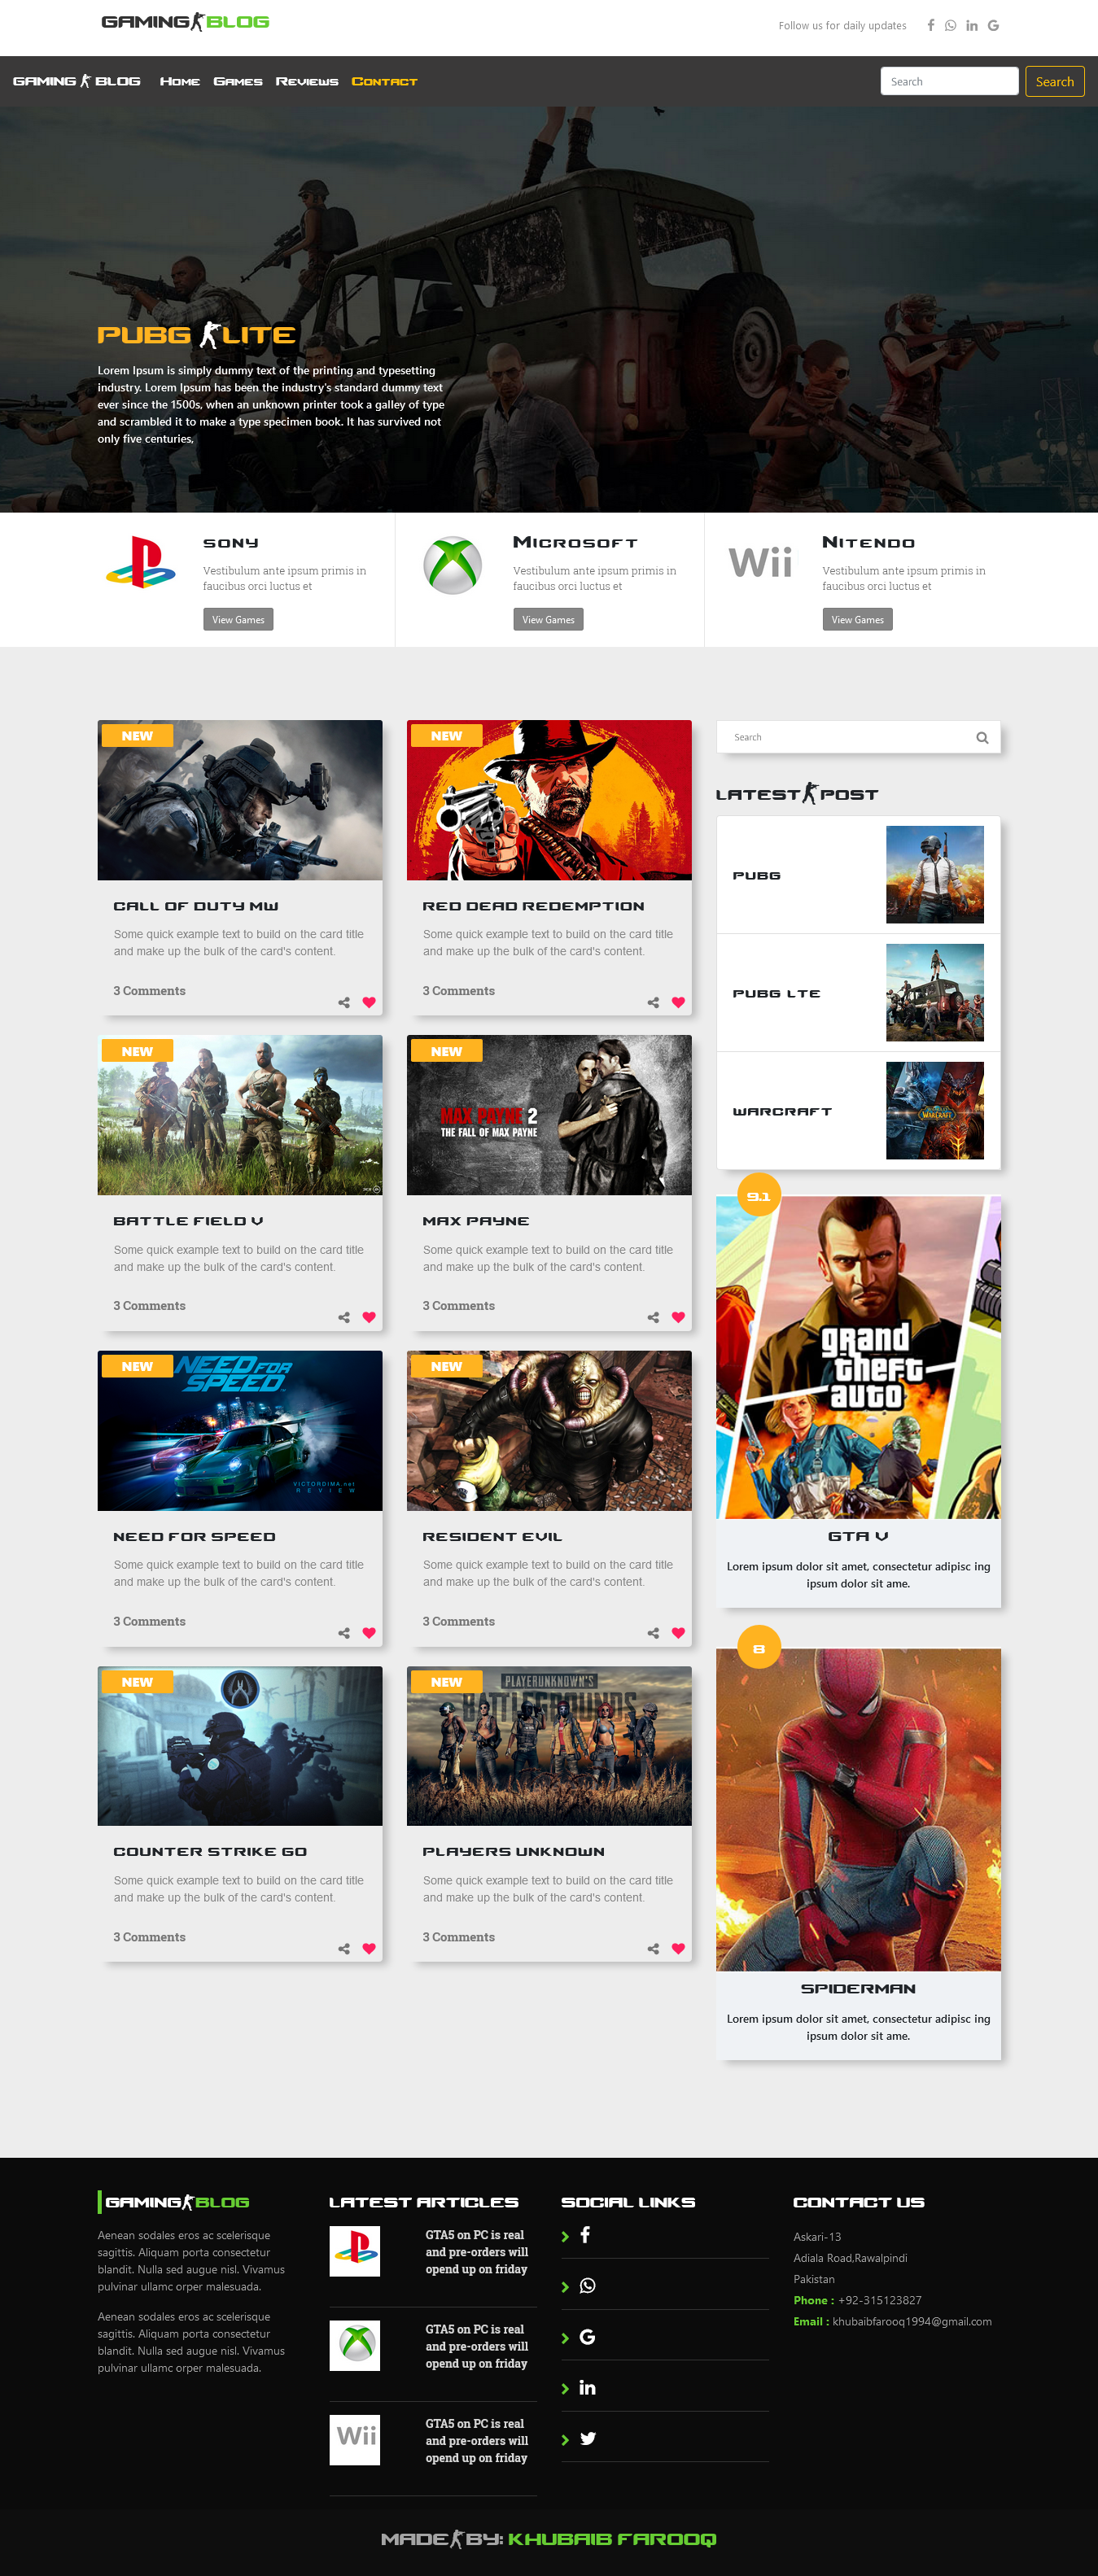 GAMING BLOG
Follow us for daily updates
GAMING BLOG Home Games Reviews Contact
Search Search
PUBG LITE
Lorem Ipsum is simply dummy text of the printing and typesetting
industry. Lorem Ipsum has been the industry's standard dummy text
ever since the 1500s, when an unknown printer took a galley of type
and scrambled it to make a type specimen book. It has survived not
only five centuries,
SONY
Vestibulum ante ipsum primis in
faucibus orci luctus et
View Games
Microsoft
Vestibulum ante ipsum primis in
faucibus orci luctus et
View Games
Wii
Nitendo
Vestibulum ante ipsum primis in
faucibus orci luctus et
View Games
NEW
CALL OF DUTY MW
Some quick example text to build on the card title
and make up the bulk of the card's content.
3 Comments
NEW
RED DEAD REDEMPTION
Some quick example text to build on the card title
and make up the bulk of the card's content.
3 Comments
NEW
BATTLE FIELD V
Some quick example text to build on the card title
and make up the bulk of the card's content.
3 Comments
NEW
MAX PAYNE 2
THE FALL OF MAX PAYNE
MAX PAYNE
Some quick example text to build on the card title
and make up the bulk of the card's content.
3 Comments
NEW
NEED FOR
SPEED
VICTORDIMA.net
REVIEW
NEED FOR SPEED
Some quick example text to build on the card title
and make up the bulk of the card's content.
3 Comments
NEW
RESIDENT EVIL
Some quick example text to build on the card title
and make up the bulk of the card's content.
3 Comments
NEW
COUNTER STRIKE GO
Some quick example text to build on the card title
and make up the bulk of the card's content.
3 Comments
NEW
PLAYERUNKNOWN'S
BATTLEGROUNDS
PLAYERS UNKNOWN
Some quick example text to build on the card title
and make up the bulk of the card's content.
3 Comments
Search
LATEST POST
PUBG
PUBG LTE
WARCRAFT
WARCRAFT
9.1
grand
theft
auto
GTA V
Lorem ipsum dolor sit amet, consectetur adipisc ing
ipsum dolor sit ame.
8
SPIDERMAN
Lorem ipsum dolor sit amet, consectetur adipisc ing
ipsum dolor sit ame.
GAMING BLOG
Aenean sodales eros ac scelerisque
sagittis. Aliquam porta consectetur
blandit. Nulla sed augue nisl. Vivamus
pulvinar ullamc orper malesuada.
Aenean sodales eros ac scelerisque
sagittis. Aliquam porta consectetur
blandit. Nulla sed augue nisl. Vivamus
pulvinar ullamc orper malesuada.
LATEST ARTICLES
GTA5 on PC is real
and pre-orders will
opend up on friday
GTA5 on PC is real
and pre-orders will
opend up on friday
Wii
GTA5 on PC is real
and pre-orders will
opend up on friday
SOCIAL LINKS
CONTACT US
Askari-13
Adiala Road,Rawalpindi
Pakistan
Phone : +92-315123827
Email : khubaibfarooq1994@gmail.com
MADE BY: KHUBAIB FAROOQ